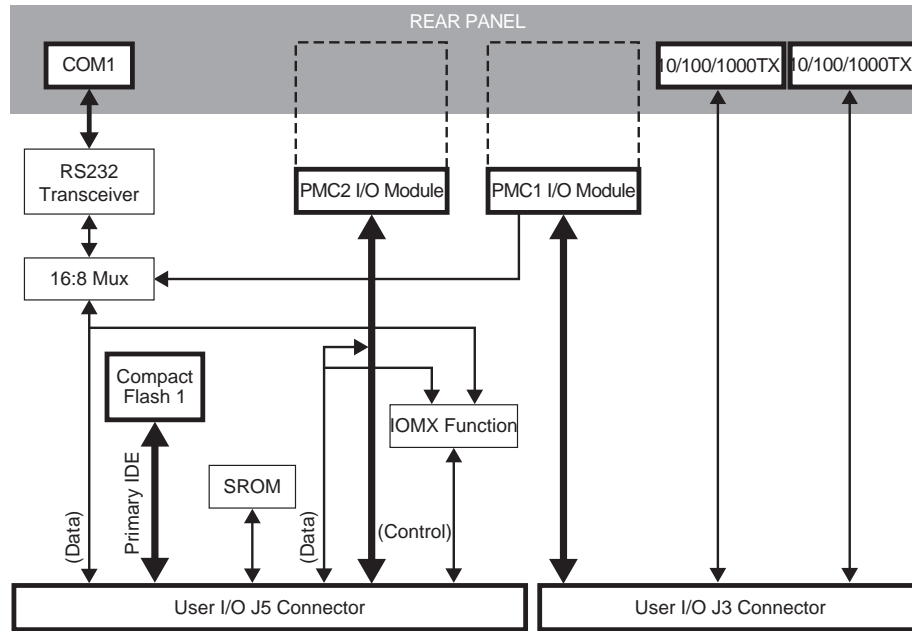 REAR PANEL
COM1
10/100/1000TX
10/100/1000TX
RS232
Transceiver
PMC2 I/O Module
PMC1 I/O Module
16:8 Mux
Compact
Flash 1
IOMX Function
SROM
(Data)
Primary IDE
(Data)
(Control)
User I/O J5 Connector
User I/O J3 Connector